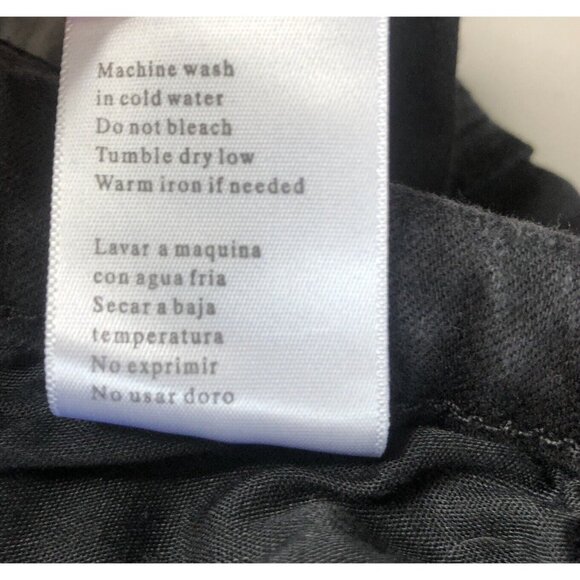 Machine wash
in cold water
Do not bleach
Tumble dry low
Warm iron if needed
Lavar a maquina
con agua fria
Secar a baja
temperatura
No exprimir
No usar doro